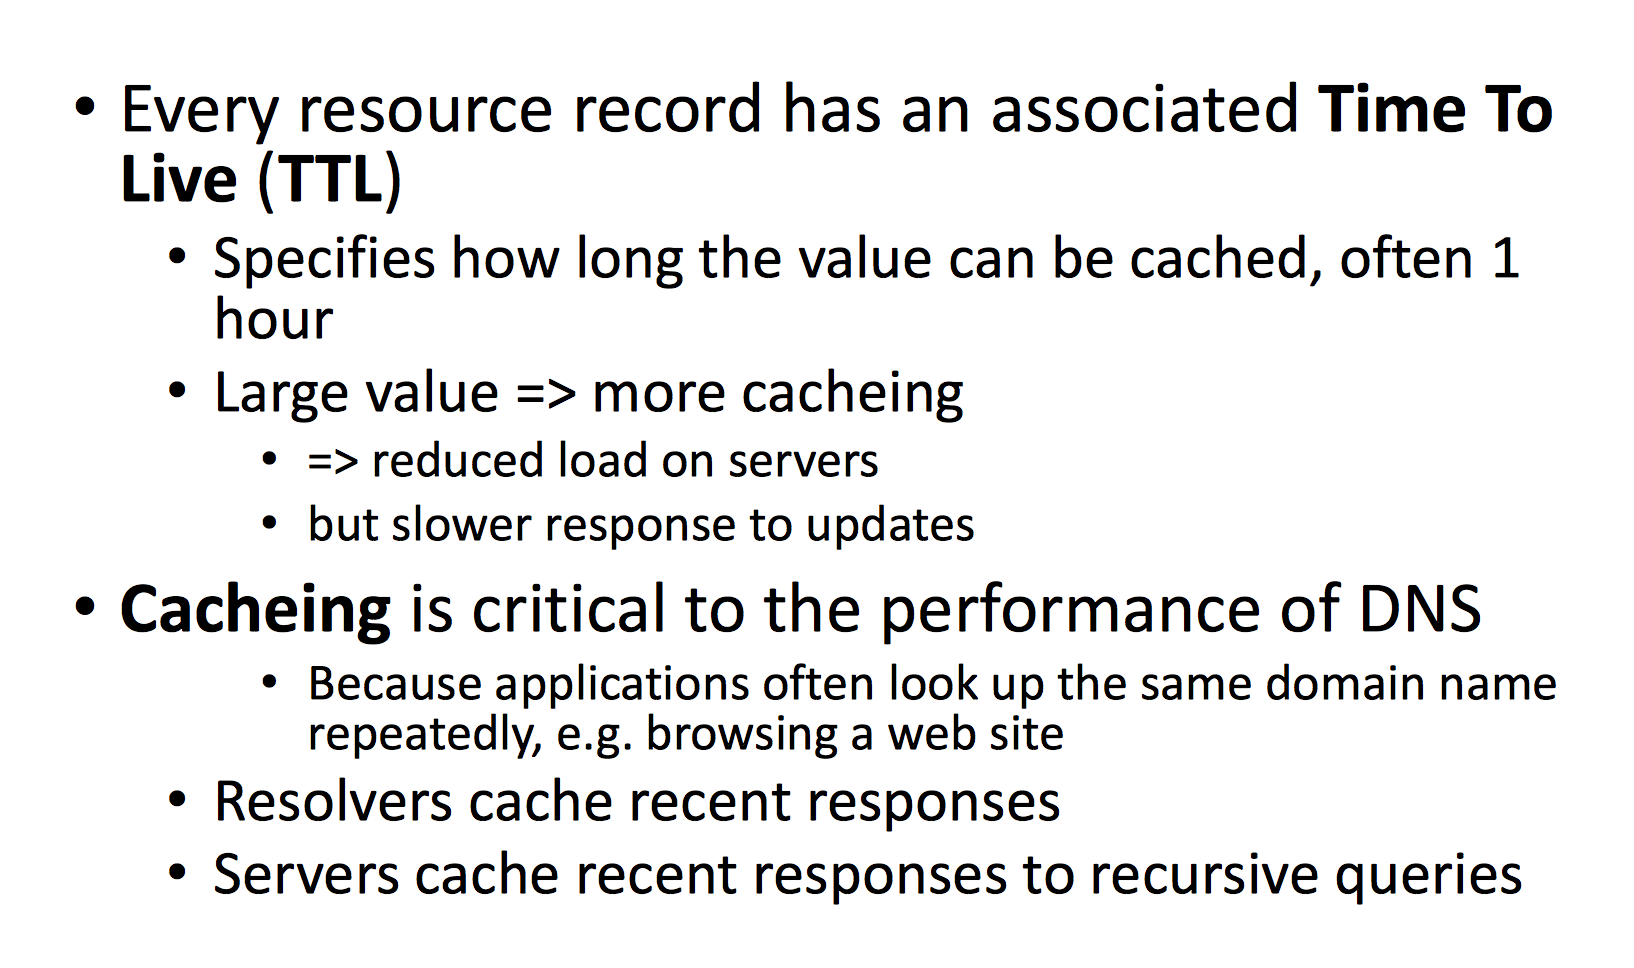 • Every resource record has an associated Time To
Live (TTL)
• Specifies how long the value can be cached, often 1
hour
• Large value => more cacheing
• => reduced load on servers
• but slower response to updates
• Cacheing is critical to the performance of DNS
• Because applications often look up the same domain name
repeatedly, e.g. browsing a web site
• Resolvers cache recent responses
• Servers cache recent responses to recursive queries